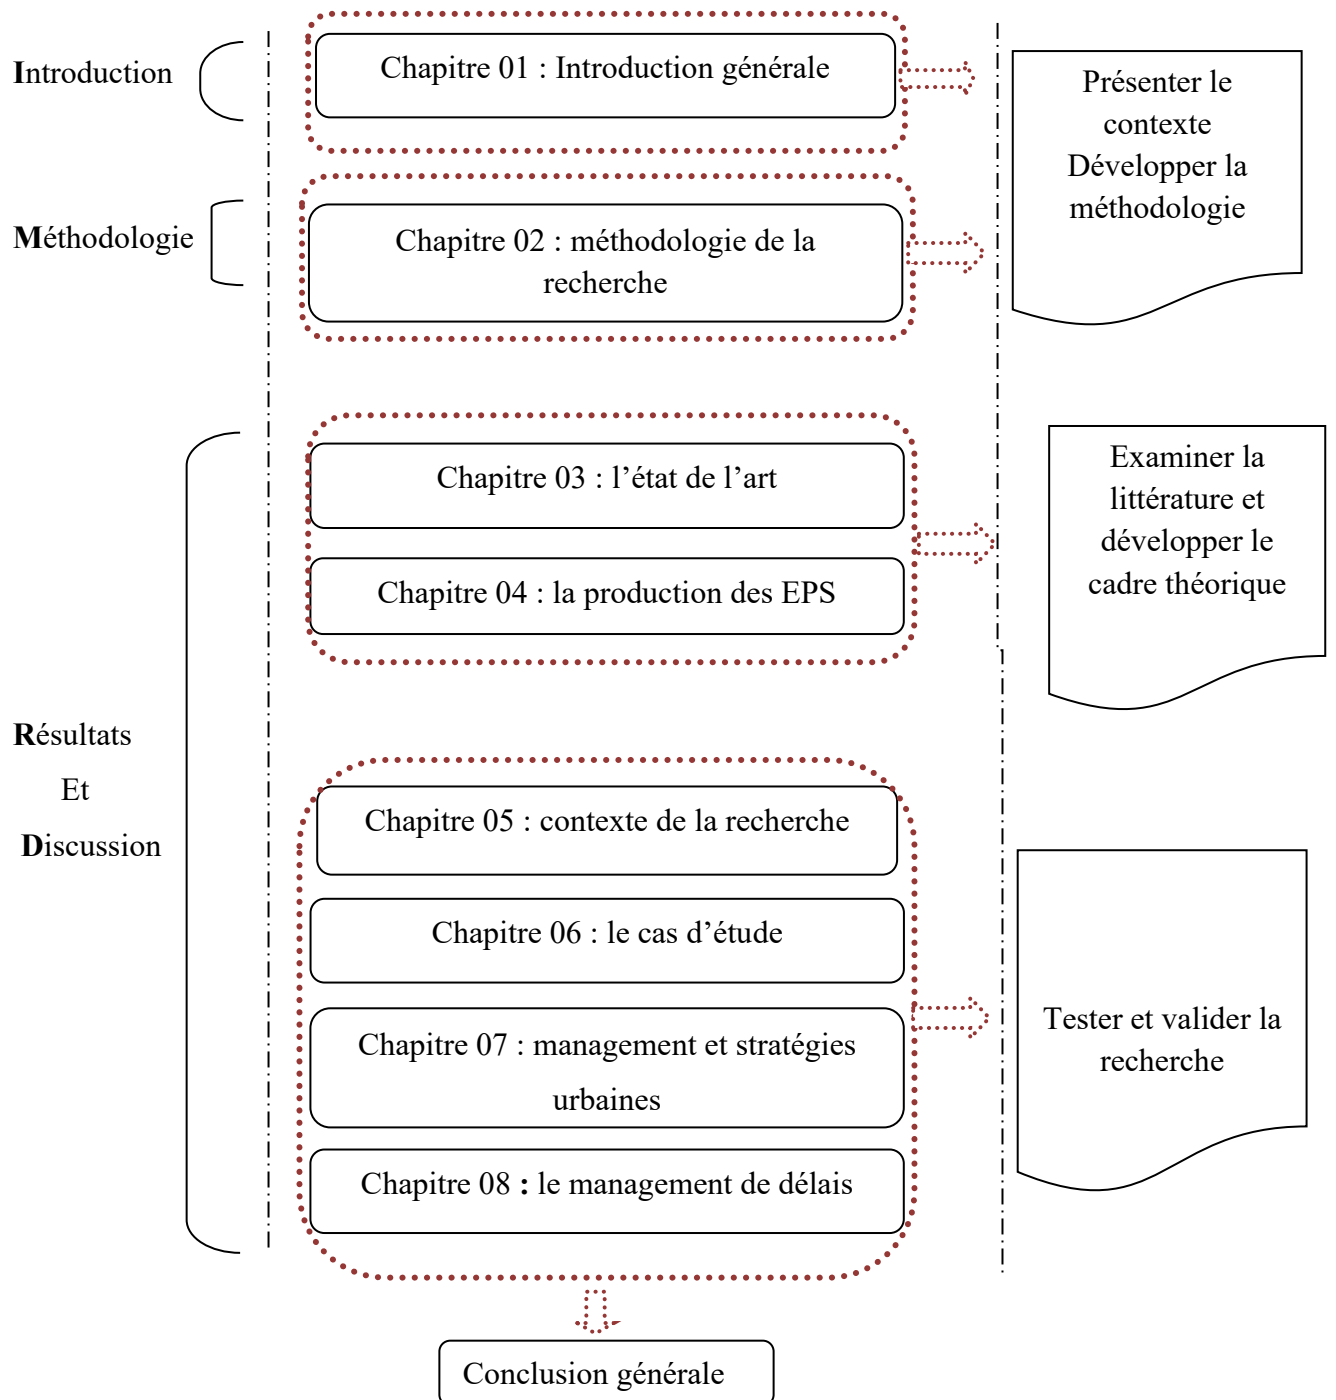 Introduction
Chapitre 01 : Introduction générale
Présenter le
contexte
Développer la
méthodologie
Méthodologie
Chapitre 02 : méthodologie de la
recherche
Chapitre 03 : l’état de l’art
Chapitre 04 : la production des EPS
Examiner la
littérature et
développer le
cadre théorique
Résultats
Et
Discussion
Chapitre 05 : contexte de la recherche
Chapitre 06 : le cas d’étude
Chapitre 07 : management et stratégies
urbaines
Chapitre 08 : le management de délais
Tester et valider la
recherche
Conclusion générale